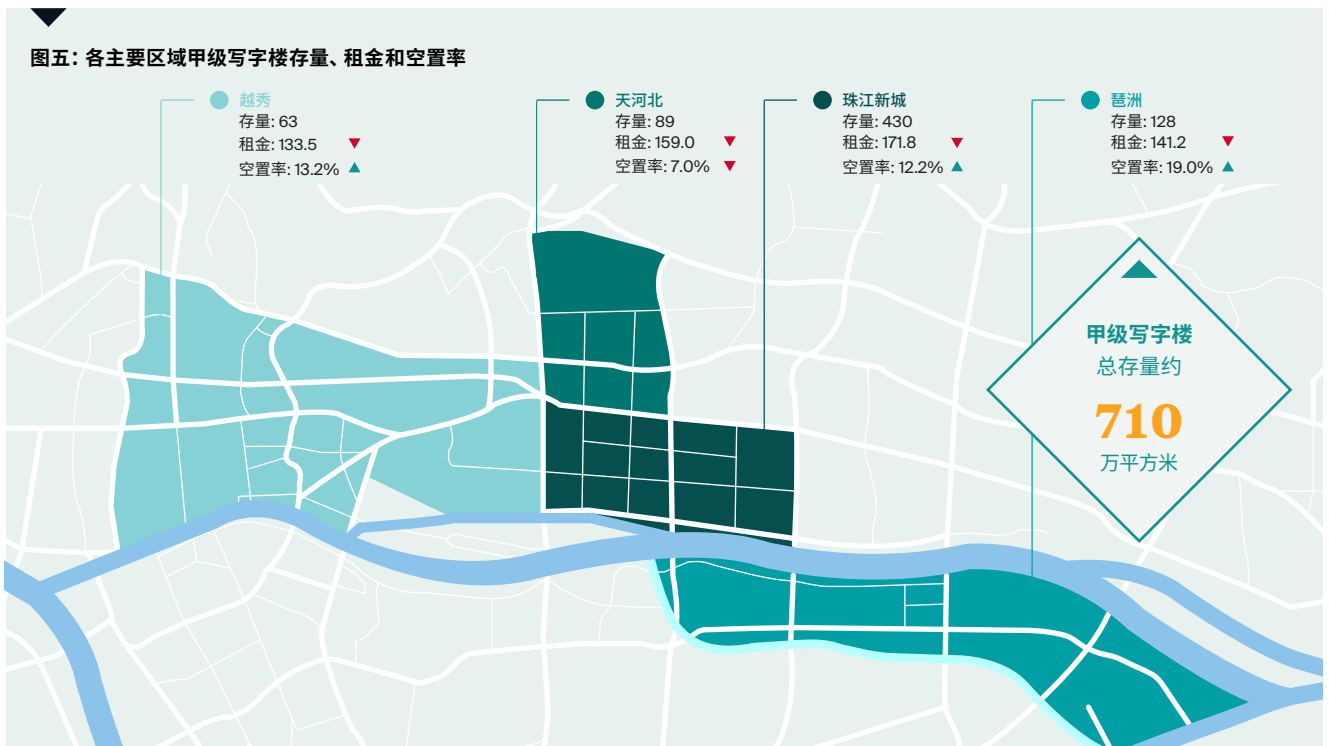 图五：各主要区域甲级写字楼存量、租金和空置率
越秀
存量: 63
租金: 133.5
空置率: 13.2%
天河北
存量: 89
租金: 159.0
空置率: 7.0%
珠江新城
存量: 430
租金: 171.8
空置率: 12.2%
琶洲
存量: 128
租金: 141.2
空置率: 19.0%
甲级写字楼
总存量约
710
万平方米